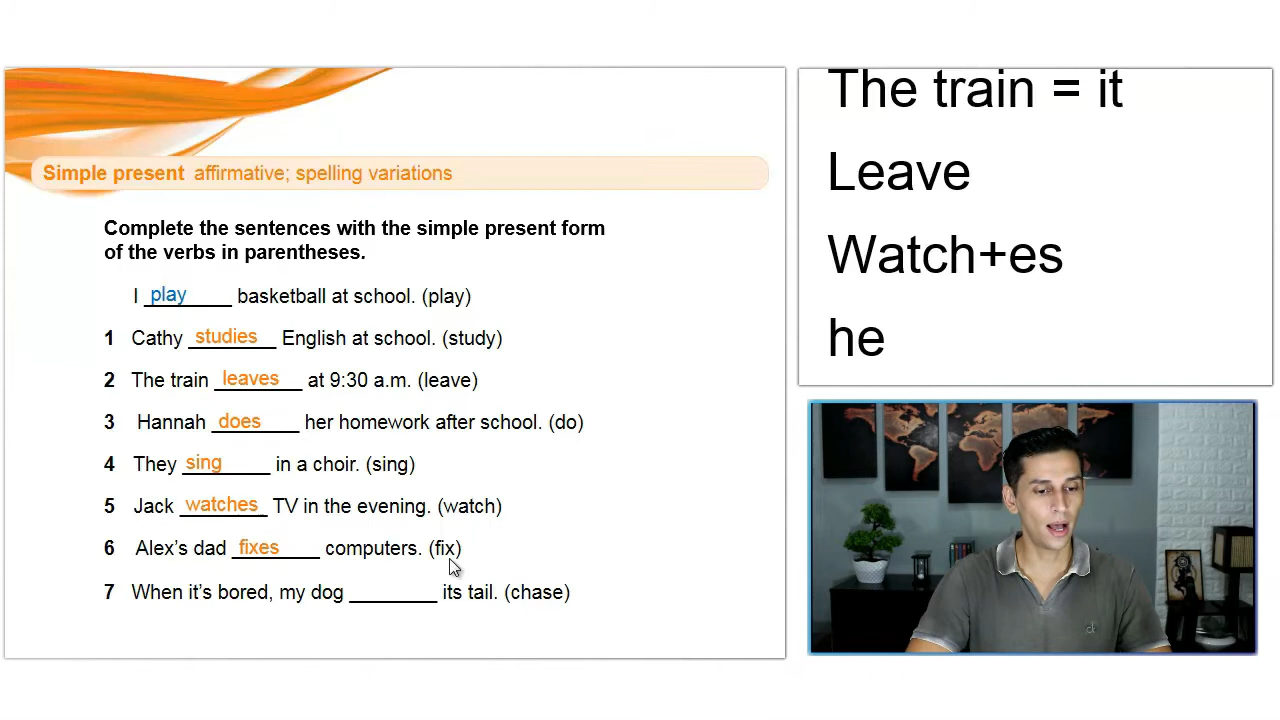 Simple present affirmative; spelling variations
Complete the sentences with the simple present form
of the verbs in parentheses.
I play basketball at school. (play)
1 Cathy studies English at school. (study)
2 The train leaves at 9:30 a.m. (leave)
3 Hannah does her homework after school. (do)
4 They sing in a choir. (sing)
5 Jack watches TV in the evening. (watch)
6 Alex’s dad fixes computers. (fix)
7 When it’s bored, my dog ________ its tail. (chase)
The train = it
Leave
Watch+es
he